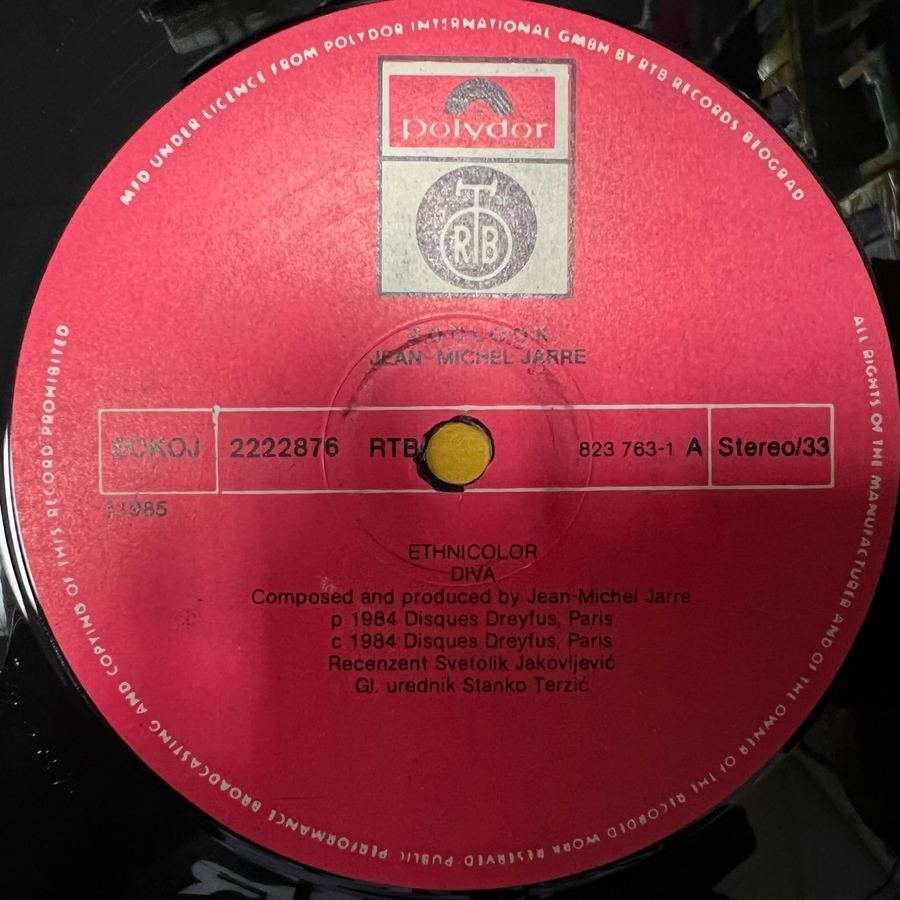 MFD UNDER LICENCE FROM POLYDOR INTERNATIONAL GMBH BY RTB RECORDS BEOGRAD
Polydor
RTB
ZOOLOOK
JEAN-MICHEL JARRE
SOKOJ
2222876 RTB
823 763-1 A
Stereo/33
1985
ETHNICOLOR
DIVA
Composed and produced by Jean-Michel Jarre
p 1984 Disques Dreyfus, Paris
c 1984 Disques Dreyfus, Paris
Recenzent Svetolik Jakovljević
Gl. urednik Stanko Terzić
ALL RIGHTS OF THE MANUFACTURER AND OF THE OWNER OF THE RECORDED WORK RESERVED PUBLIC PERFORMANCE BROADCASTING AND COPYING OF THIS RECORD PROHIBITED